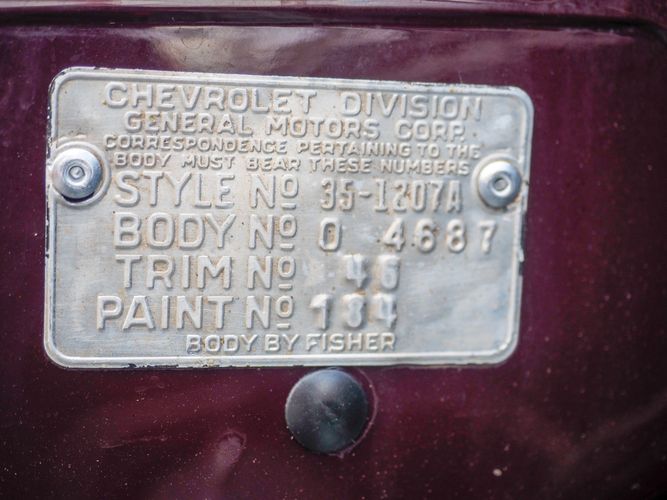 CHEVROLET DIVISION
GENERAL MOTORS CORP.
CORRESPONDENCE PERTAINING TO THE
BODY MUST BEAR THESE NUMBERS
STYLE Nº 35-1207A
BODY Nº O 4687
TRIM Nº 46
PAINT Nº 184
BODY BY FISHER